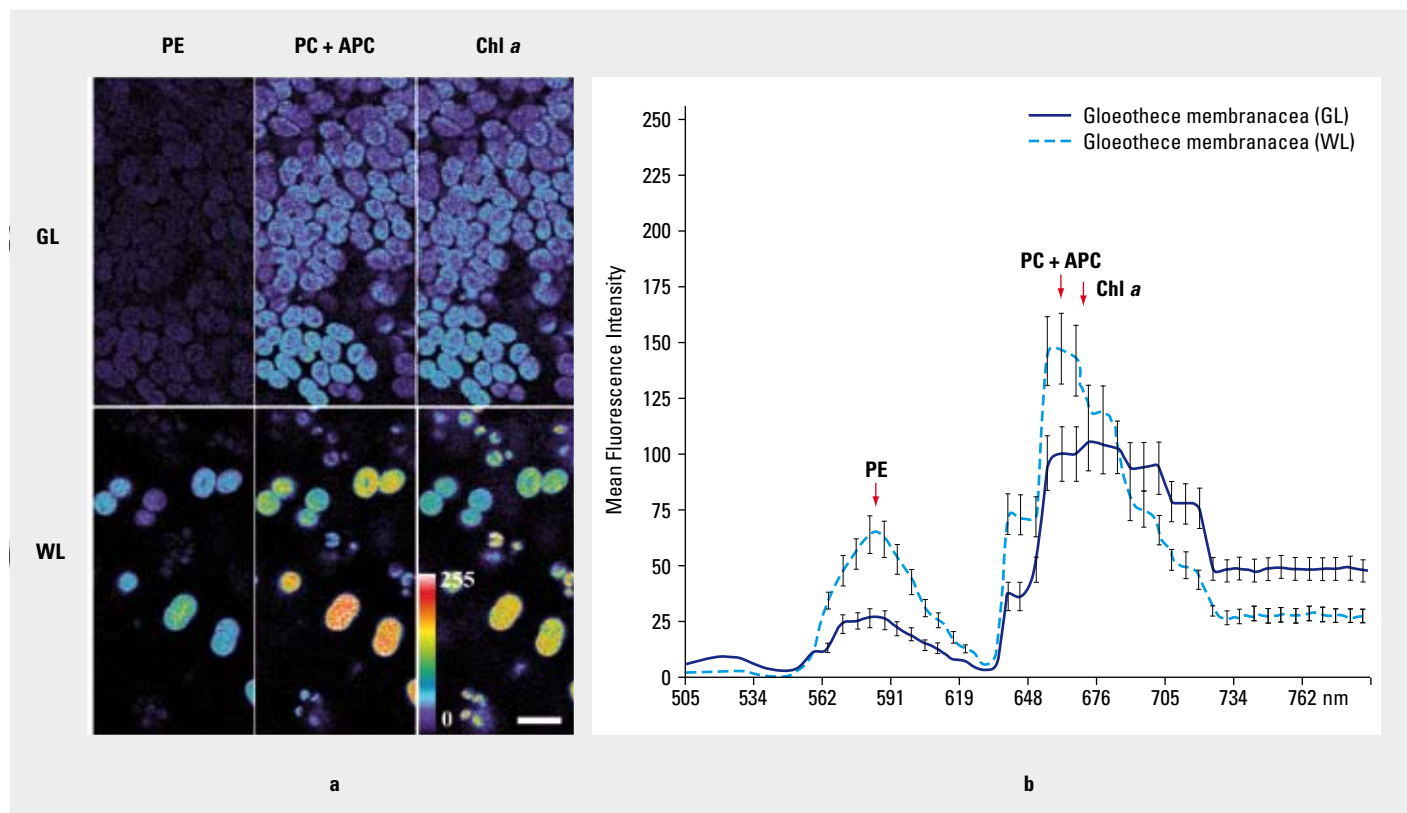 PE PC + APC Chl a
GL
WL
255
0
a
Gloeothece membranacea (GL)
Gloeothece membranacea (WL)
Mean Fluorescence Intensity
250
225
200
175
150
125
100
75
50
25
0
PE
PC + APC
Chl a
505 534 562 591 619 648 676 705 734 762 nm
b